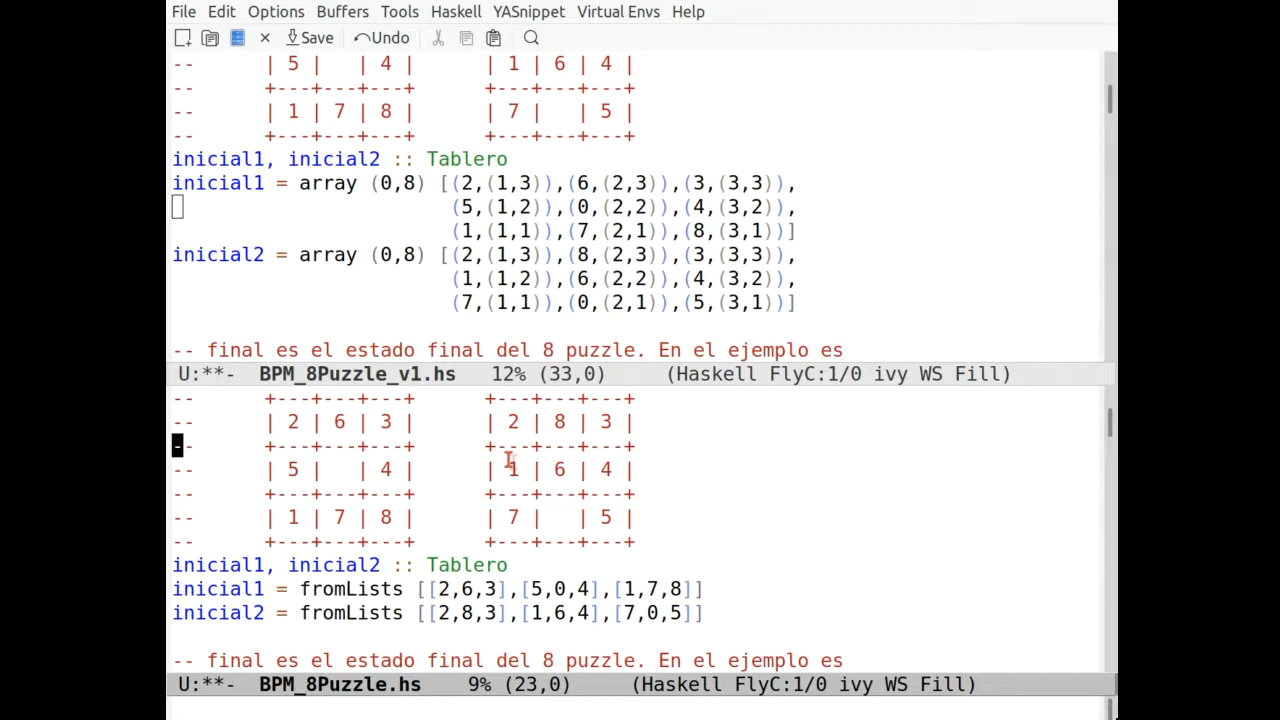 File Edit Options Buffers Tools Haskell YASnippet Virtual Envs Help
Save Undo
--      | 5 |   | 4 |      | 1 | 6 | 4 |
--      +---+---+---+      +---+---+---+
--      | 1 | 7 | 8 |      | 7 |   | 5 |
--      +---+---+---+      +---+---+---+
inicial1, inicial2 :: Tablero
inicial1 = array (0,8) [(2,(1,3)),(6,(2,3)),(3,(3,3)),
                        (5,(1,2)),(0,(2,2)),(4,(3,2)),
                        (1,(1,1)),(7,(2,1)),(8,(3,1))]
inicial2 = array (0,8) [(2,(1,3)),(8,(2,3)),(3,(3,3)),
                        (1,(1,2)),(6,(2,2)),(4,(3,2)),
                        (7,(1,1)),(0,(2,1)),(5,(3,1))]
-- final es el estado final del 8 puzzle. En el ejemplo es
U:**-  BPM_8Puzzle_v1.hs   12% (33,0)    (Haskell FlyC:1/0 ivy WS Fill)
--      +---+---+---+      +---+---+---+
--      | 2 | 6 | 3 |      | 2 | 8 | 3 |
--      +---+---+---+      +---+---+---+
--      | 5 |   | 4 |      | 1 | 6 | 4 |
--      +---+---+---+      +---+---+---+
--      | 1 | 7 | 8 |      | 7 |   | 5 |
--      +---+---+---+      +---+---+---+
inicial1, inicial2 :: Tablero
inicial1 = fromLists [[2,6,3],[5,0,4],[1,7,8]]
inicial2 = fromLists [[2,8,3],[1,6,4],[7,0,5]]
-- final es el estado final del 8 puzzle. En el ejemplo es
U:**-  BPM_8Puzzle.hs    9% (23,0)    (Haskell FlyC:1/0 ivy WS Fill)